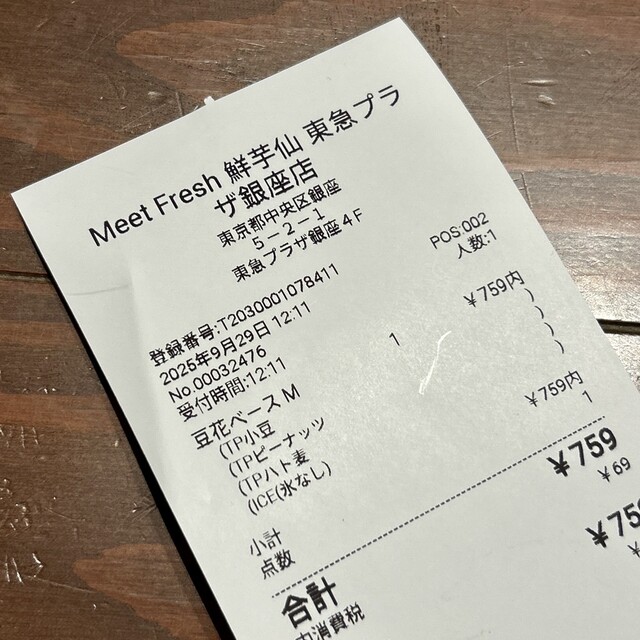 Meet Fresh 鮮芋仙 東急プラ
ザ銀座店
東京都中央区銀座
5-2-1
東急プラザ銀座4F
登録番号:T2030001078411
2025年9月29日 12:11 POS:002
No.00032476 人数:1
受付時間:12:11
豆花ベース M 1 ¥759内
(TP小豆 )
(TPピーナッツ )
(TPハト麦 )
(ICE(氷なし) )
小計 ¥759内
点数 1
合計 ¥759
内消費税 ¥69